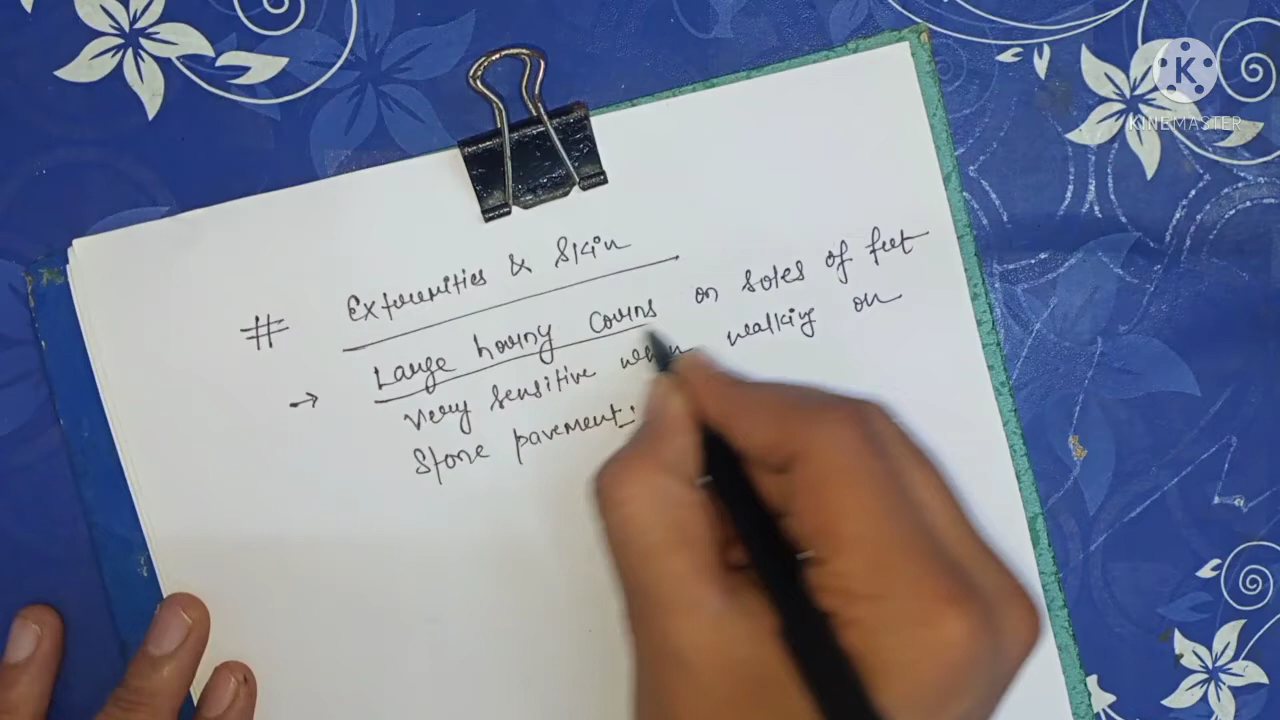 # Extremities & Skin
→ Large horny corns on soles of feet
very sensitive when walking on
Stone pavement.
KINEMASTER